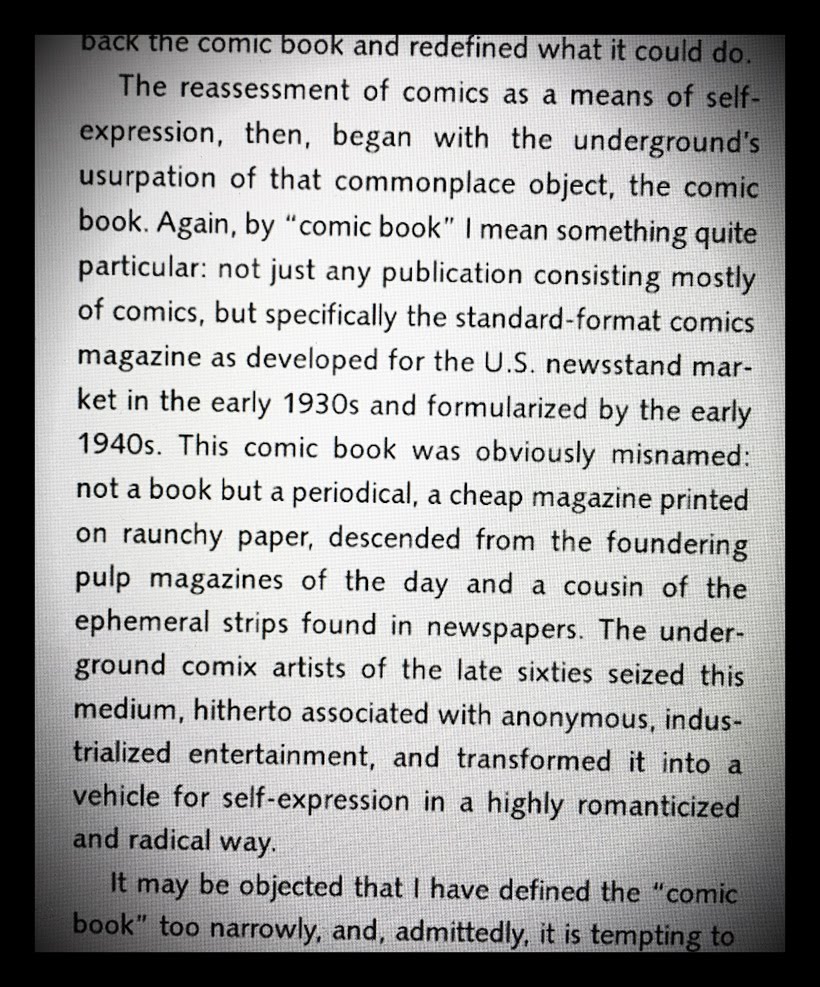 back the comic book and redefined what it could do.
The reassessment of comics as a means of self-
expression, then, began with the underground's
usurpation of that commonplace object, the comic
book. Again, by “comic book” I mean something quite
particular: not just any publication consisting mostly
of comics, but specifically the standard-format comics
magazine as developed for the U.S. newsstand mar-
ket in the early 1930s and formularized by the early
1940s. This comic book was obviously misnamed:
not a book but a periodical, a cheap magazine printed
on raunchy paper, descended from the foundering
pulp magazines of the day and a cousin of the
ephemeral strips found in newspapers. The under-
ground comix artists of the late sixties seized this
medium, hitherto associated with anonymous, indus-
trialized entertainment, and transformed it into a
vehicle for self-expression in a highly romanticized
and radical way.
It may be objected that I have defined the “comic
book” too narrowly, and, admittedly, it is tempting to